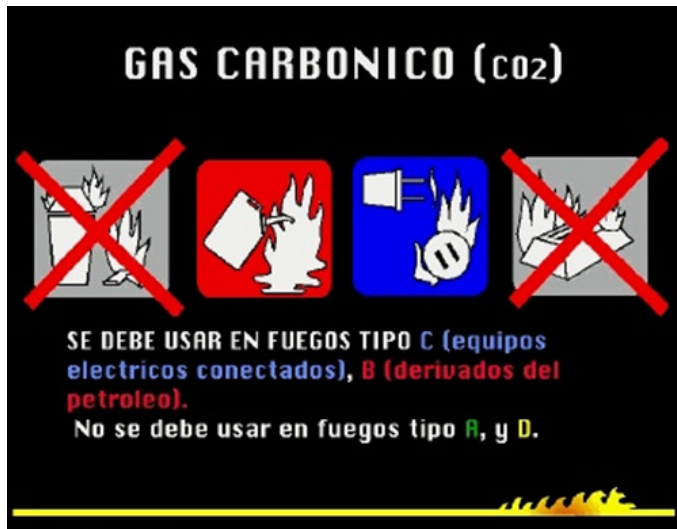 GAS CARBONICO (CO2)
SE DEBE USAR EN FUEGOS TIPO C (equipos
electricos conectados), B (derivados del
petroleo).
No se debe usar en fuegos tipo A, y D.